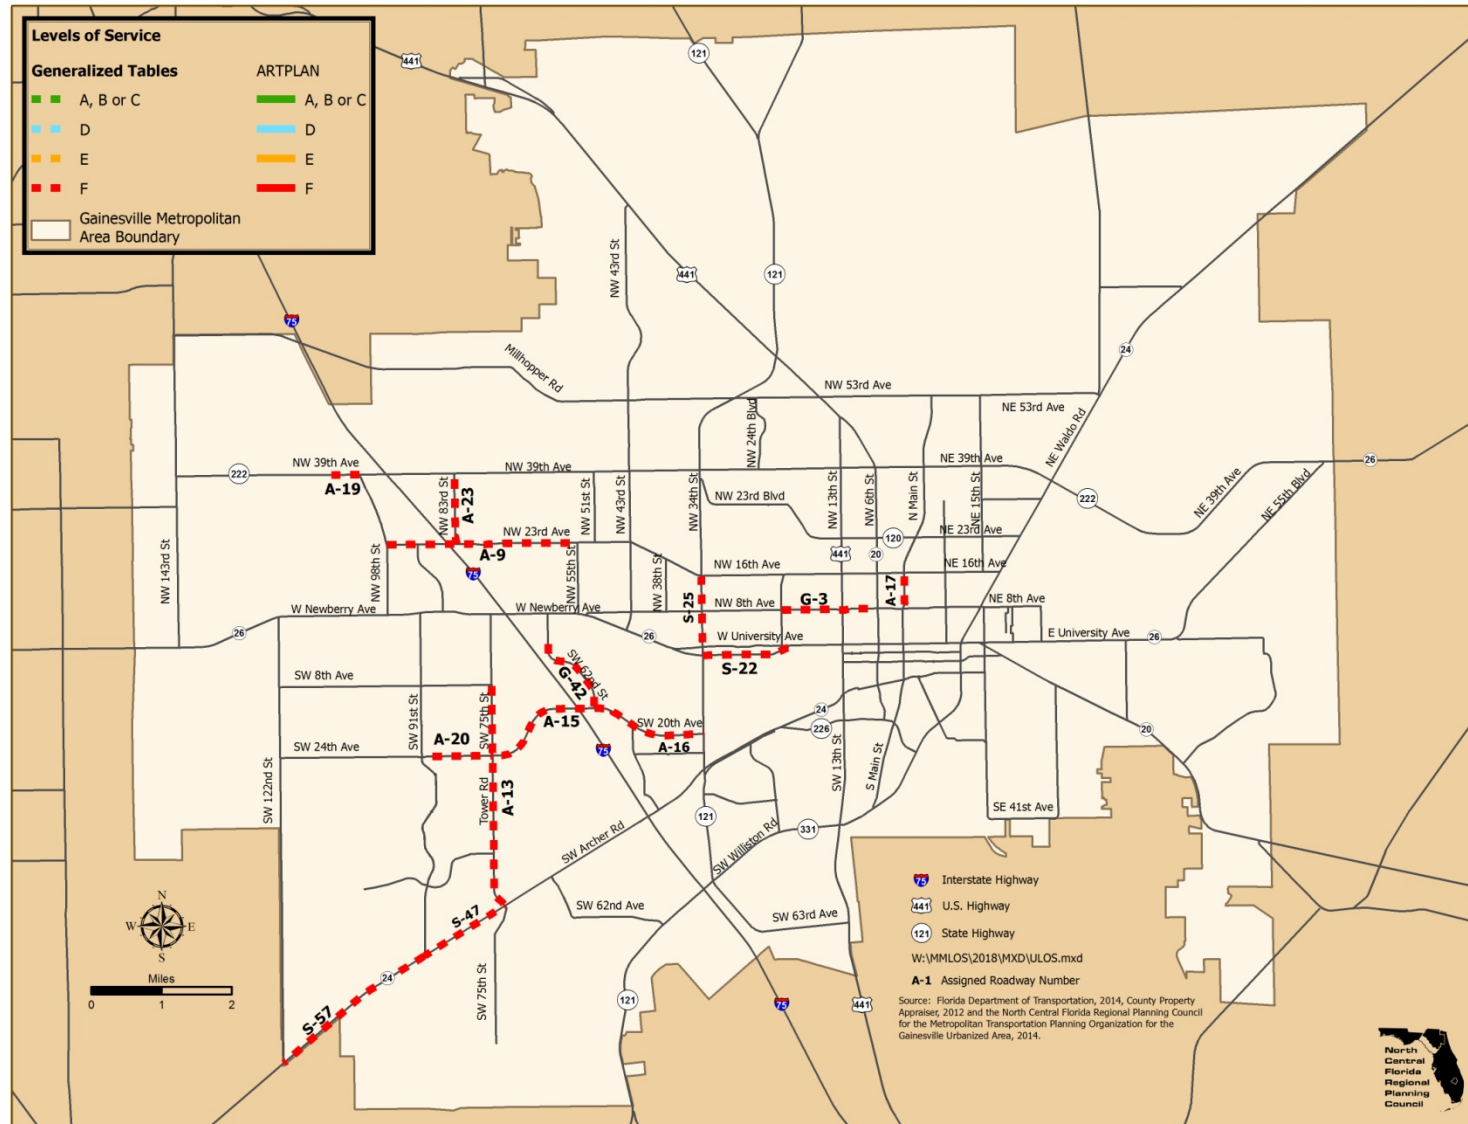 Levels of Service
Generalized Tables
ARTPLAN
A, B or C
A, B or C
D
D
E
E
F
F
Gainesville Metropolitan
Area Boundary
441
121
441
121
75
NW 43rd St
Millhopper Rd
NW 53rd Ave
NE 53rd Ave
24
NW 24th Blvd
NE Waldo Rd
26
222
NW 39th Ave
NW 39th Ave
NE 39th Ave
A-19
NW 83rd St
A-23
NW 51st St
NW 43rd St
NW 34th St
NW 23rd Blvd
NW 13th St
NW 6th St
N Main St
NE 15th St
222
NE 39th Ave
NE 55th Blvd
NW 23rd Ave
A-9
120
NE 23rd Ave
441
20
NW 143rd St
NW 98th St
75
NW 55th St
NW 38th St
NW 16th Ave
NE 16th Ave
A-17
S-25
W Newberry Ave
W Newberry Ave
NW 8th Ave
G-3
NE 8th Ave
26
26
W University Ave
E University Ave
26
S-22
SW 62nd St
G-42
SW 8th Ave
SW 91st St
SW 75th St
A-15
SW 20th Ave
24
226
20
A-20
A-16
75
SW 24th Ave
SW 122nd St
Tower Rd
A-13
SW 13th St
S Main St
SE 41st Ave
121
331
SW Archer Rd
SW Williston Rd
S-47
SW 62nd Ave
SW 63rd Ave
24
SW 75th St
S-57
121
75
441
N
W
E
S
Miles
0
1
2
75
Interstate Highway
441
U.S. Highway
121
State Highway
W:\MMLOS\2018\MXD\ULOS.mxd
A-1 Assigned Roadway Number
Source: Florida Department of Transportation, 2014, County Property
Appraiser, 2012 and the North Central Florida Regional Planning Council
for the Metropolitan Transportation Planning Organization for the
Gainesville Urbanized Area, 2014.
North
Central
Florida
Regional
Planning
Council